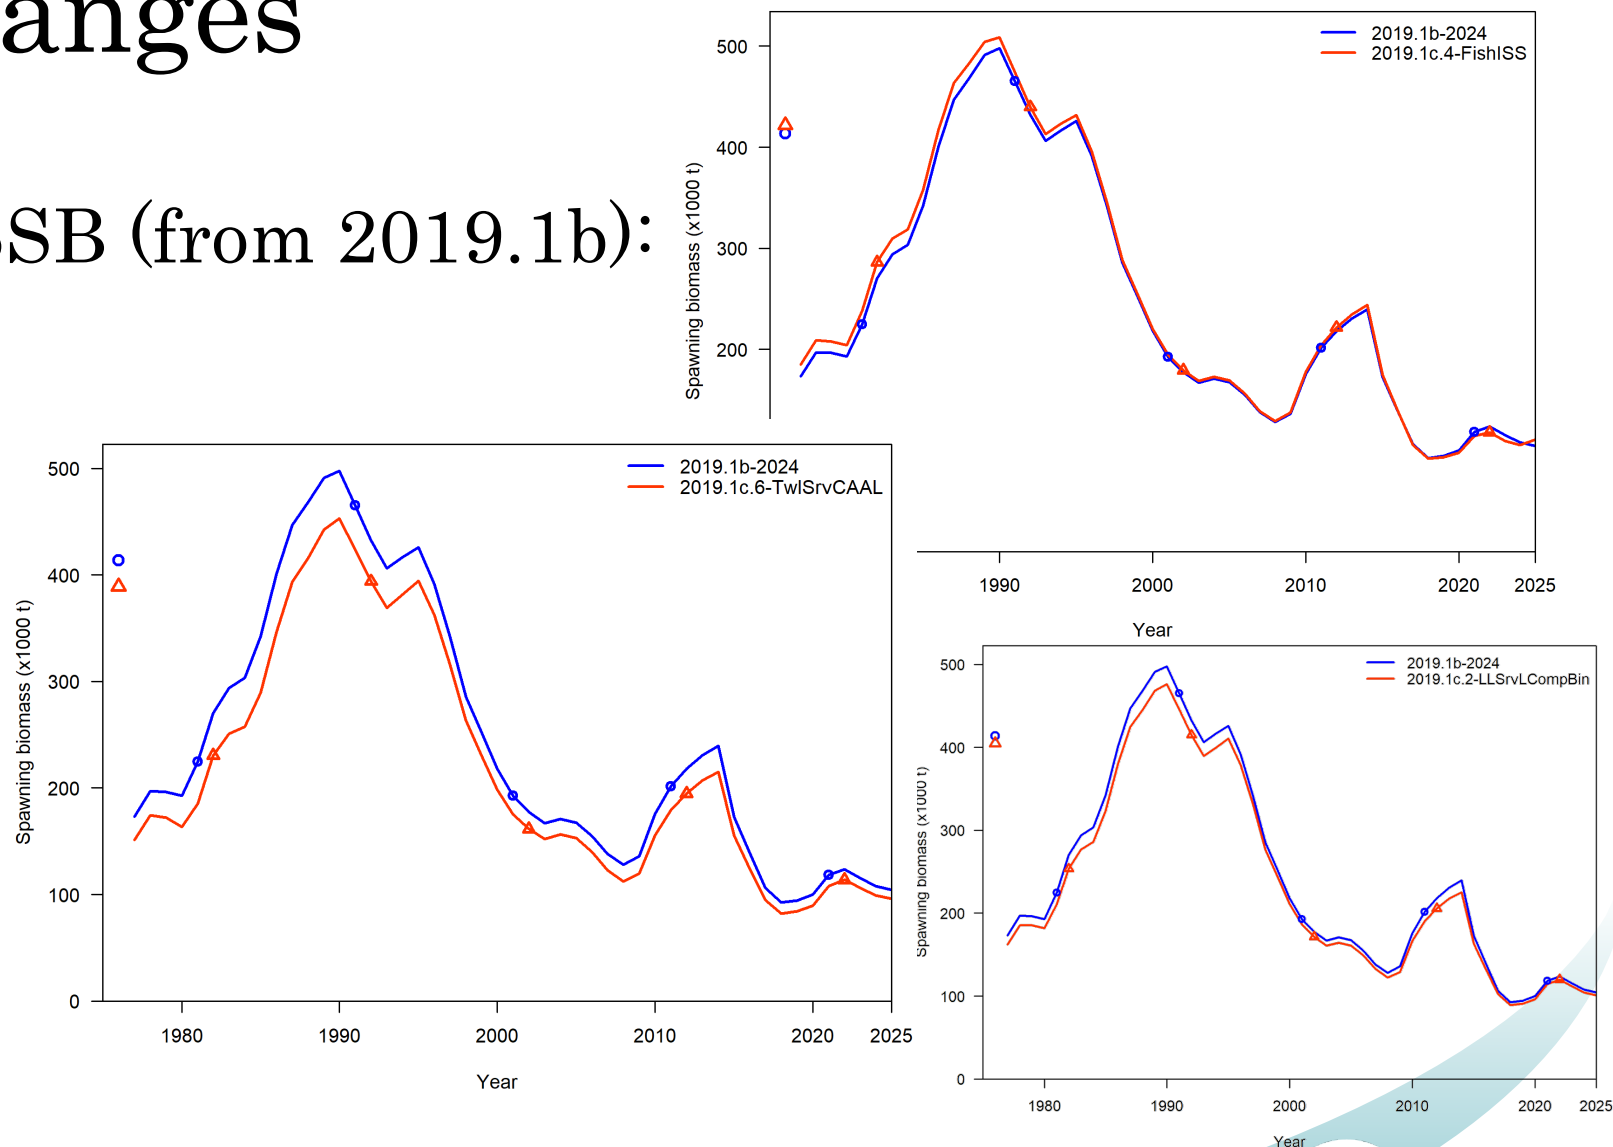 anges
SB (from 2019.1b):
2019.1b-2024
2019.1c.4-FishISS
500
400
300
200
Spawning biomass (x1000 t)
1990 2000 2010 2020 2025
Year
2019.1b-2024
2019.1c.6-TwlSrvCAAL
500
400
300
200
100
0
Spawning biomass (x1000 t)
1980 1990 2000 2010 2020 2025
Year
2019.1b-2024
2019.1c.2-LLSrvLCompBin
500
400
300
200
100
0
Spawning biomass (x1000 t)
1980 1990 2000 2010 2020 2025
Year